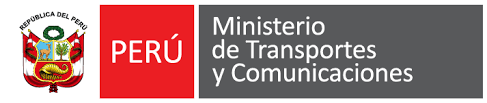 REPÚBLICA DEL PERÚ
PERÚ
Ministerio
de Transportes
y Comunicaciones